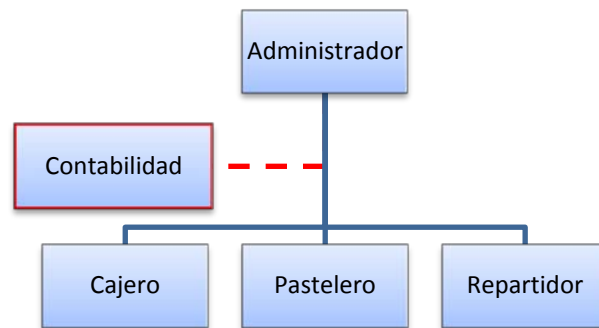 Administrador
Contabilidad
Cajero
Pastelero
Repartidor